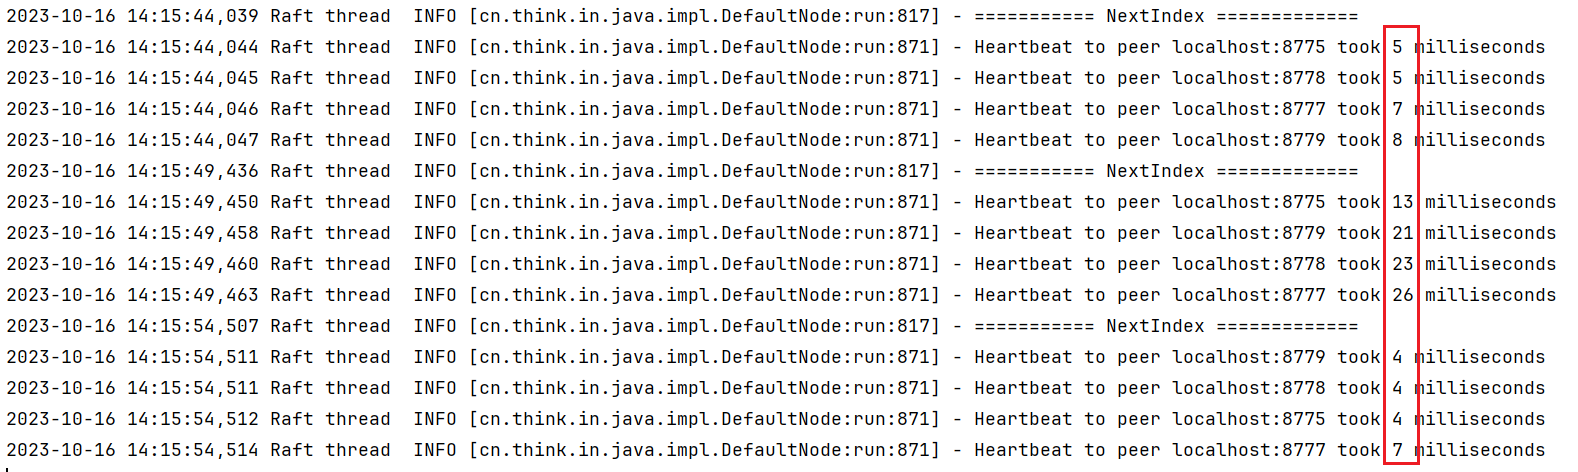 2023-10-16 14:15:44,039 Raft thread  INFO [cn.think.in.java.impl.DefaultNode:run:817] - =========== NextIndex =============
2023-10-16 14:15:44,044 Raft thread  INFO [cn.think.in.java.impl.DefaultNode:run:871] - Heartbeat to peer localhost:8775 took 5 milliseconds
2023-10-16 14:15:44,045 Raft thread  INFO [cn.think.in.java.impl.DefaultNode:run:871] - Heartbeat to peer localhost:8778 took 5 milliseconds
2023-10-16 14:15:44,046 Raft thread  INFO [cn.think.in.java.impl.DefaultNode:run:871] - Heartbeat to peer localhost:8777 took 7 milliseconds
2023-10-16 14:15:44,047 Raft thread  INFO [cn.think.in.java.impl.DefaultNode:run:871] - Heartbeat to peer localhost:8779 took 8 milliseconds
2023-10-16 14:15:49,436 Raft thread  INFO [cn.think.in.java.impl.DefaultNode:run:817] - =========== NextIndex =============
2023-10-16 14:15:49,450 Raft thread  INFO [cn.think.in.java.impl.DefaultNode:run:871] - Heartbeat to peer localhost:8775 took 13 milliseconds
2023-10-16 14:15:49,458 Raft thread  INFO [cn.think.in.java.impl.DefaultNode:run:871] - Heartbeat to peer localhost:8779 took 21 milliseconds
2023-10-16 14:15:49,460 Raft thread  INFO [cn.think.in.java.impl.DefaultNode:run:871] - Heartbeat to peer localhost:8778 took 23 milliseconds
2023-10-16 14:15:49,463 Raft thread  INFO [cn.think.in.java.impl.DefaultNode:run:871] - Heartbeat to peer localhost:8777 took 26 milliseconds
2023-10-16 14:15:54,507 Raft thread  INFO [cn.think.in.java.impl.DefaultNode:run:817] - =========== NextIndex =============
2023-10-16 14:15:54,511 Raft thread  INFO [cn.think.in.java.impl.DefaultNode:run:871] - Heartbeat to peer localhost:8779 took 4 milliseconds
2023-10-16 14:15:54,511 Raft thread  INFO [cn.think.in.java.impl.DefaultNode:run:871] - Heartbeat to peer localhost:8778 took 4 milliseconds
2023-10-16 14:15:54,512 Raft thread  INFO [cn.think.in.java.impl.DefaultNode:run:871] - Heartbeat to peer localhost:8775 took 4 milliseconds
2023-10-16 14:15:54,514 Raft thread  INFO [cn.think.in.java.impl.DefaultNode:run:871] - Heartbeat to peer localhost:8777 took 7 milliseconds